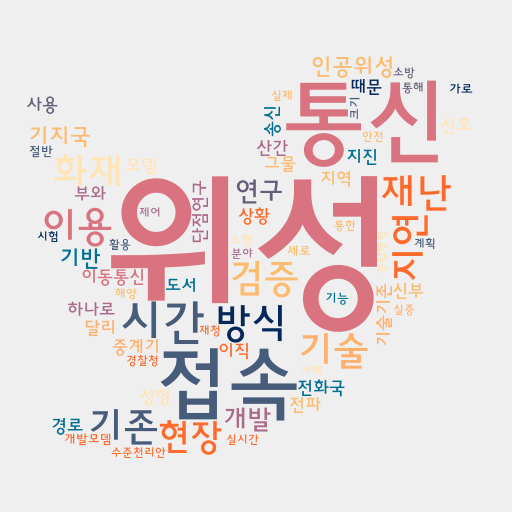 인공위성
소방
때문
통해
가로
사용
실제
통신
크기
송신
신호
기지국
안전
절반
화재
모뎀
산간
그물
지진
부와
단점연구
연구
지역
재난
이용
위성
제어
상황
통한
지연
계획
시험
활용
기반
분야
세로
이동통신
해양
도서
검증
기능
신부
기술기준
하나로
시간
방식
실증
달리
중계기
재청
경찰청
이직
기술
접속
전화국
성형
전파
경로
기존
개발
개발모뎀
현장
실시간
수준천리안